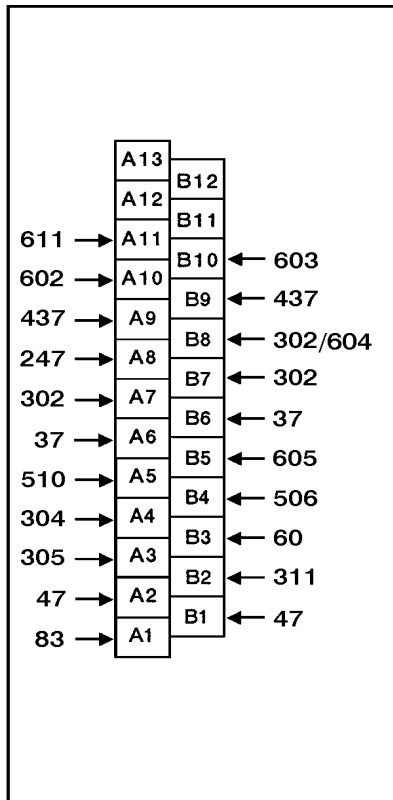 A13
B12
A12
B11
611 A11
B10 603
602 A10
B9 437
437 A9
B8 302/604
247 A8
B7 302
302 A7
B6 37
37 A6
B5 605
510 A5
B4 506
304 A4
B3 60
305 A3
B2 311
47 A2
B1 47
83 A1